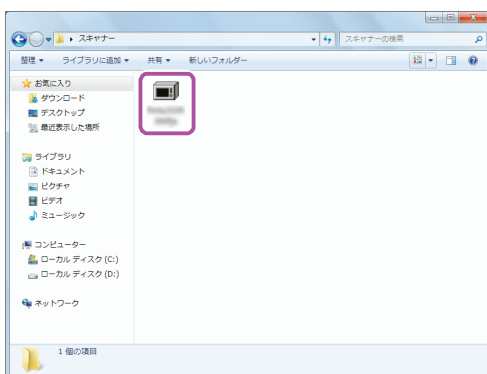 スキャナー
スキャナーの検索
整理 ライブラリに追加 共有 新しいフォルダー
お気に入り
ダウンロード
デスクトップ
最近表示した場所
ライブラリ
ドキュメント
ピクチャ
ビデオ
ミュージック
コンピューター
ローカル ディスク (C:)
ローカル ディスク (D:)
ネットワーク
1 個の項目